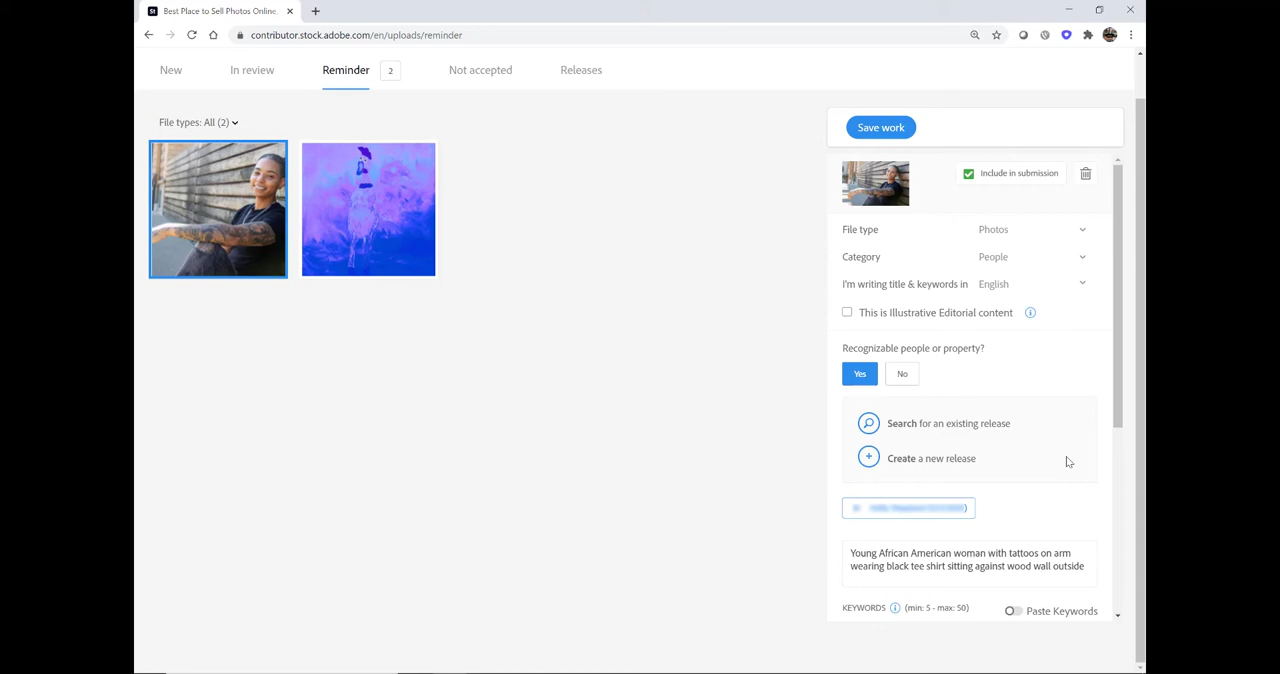 St Best Place to Sell Photos Online,
contributor.stock.adobe.com/en/uploads/reminder
New In review Reminder 2 Not accepted Releases
File types: All (2)
Save work
Include in submission
File type Photos
Category People
I'm writing title & keywords in English
This is Illustrative Editorial content
Recognizable people or property?
Yes No
Search for an existing release
Create a new release
Young African American woman with tattoos on arm
wearing black tee shirt sitting against wood wall outside
KEYWORDS (min: 5 - max: 50) Paste Keywords